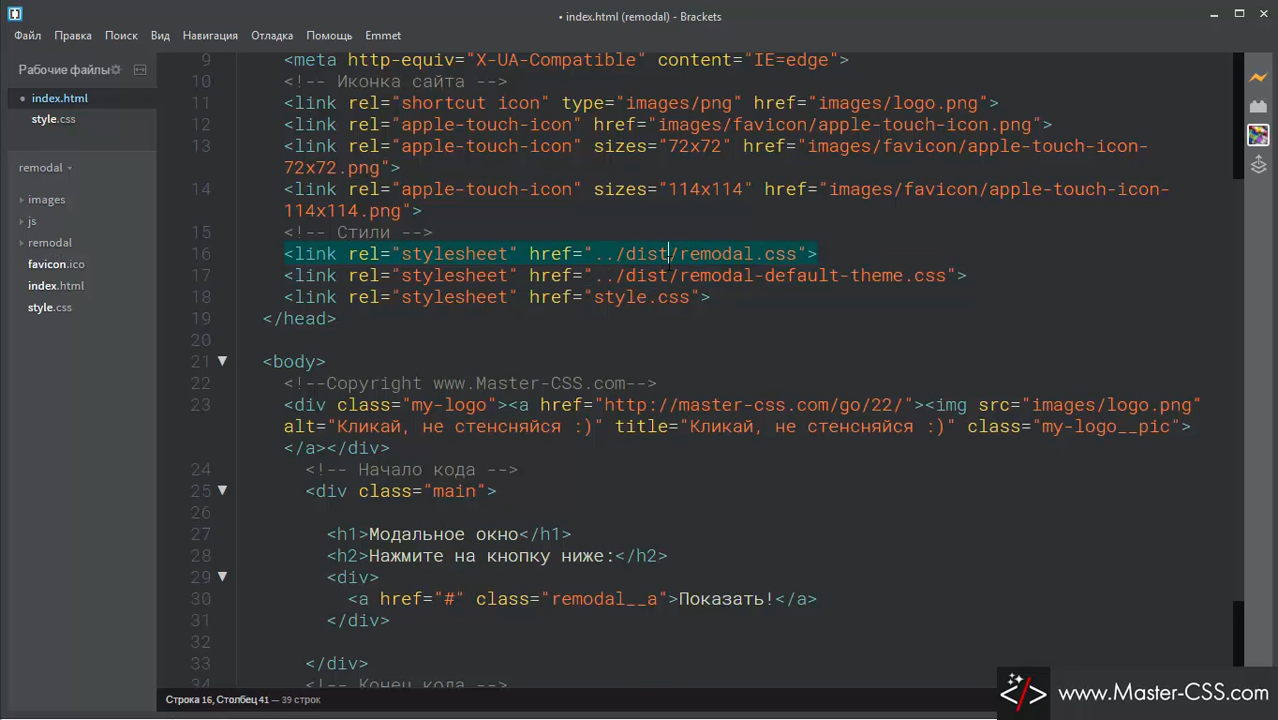 • index.html (remodal) - Brackets
Файл Правка Поиск Вид Навигация Отладка Помощь Emmet
Рабочие файлы
index.html
style.css
remodal
images
js
remodal
favicon.ico
index.html
style.css
9 <meta http-equiv="X-UA-Compatible" content="IE=edge">
10 <!-- Иконка сайта -->
11 <link rel="shortcut icon" type="images/png" href="images/logo.png">
12 <link rel="apple-touch-icon" href="images/favicon/apple-touch-icon.png">
13 <link rel="apple-touch-icon" sizes="72x72" href="images/favicon/apple-touch-icon-
72x72.png">
14 <link rel="apple-touch-icon" sizes="114x114" href="images/favicon/apple-touch-icon-
114x114.png">
15 <!-- Стили -->
16 <link rel="stylesheet" href="../dist/remodal.css">
17 <link rel="stylesheet" href="../dist/remodal-default-theme.css">
18 <link rel="stylesheet" href="style.css">
19 </head>
20
21 <body>
22 <!--Copyright www.Master-CSS.com-->
23 <div class="my-logo"><a href="http://master-css.com/go/22/"><img src="images/logo.png"
alt="Кликай, не стенсняйся :)" title="Кликай, не стенсняйся :)" class="my-logo__pic">
</a></div>
24 <!-- Начало кода -->
25 <div class="main">
26
27 <h1>Модальное окно</h1>
28 <h2>Нажмите на кнопку ниже:</h2>
29 <div>
30 <a href="#" class="remodal__a">Показать!</a>
31 </div>
32
33 </div>
34 <!-- Конец кода -->
Строка 16, Столбец 41 — 39 строк
www.Master-CSS.com